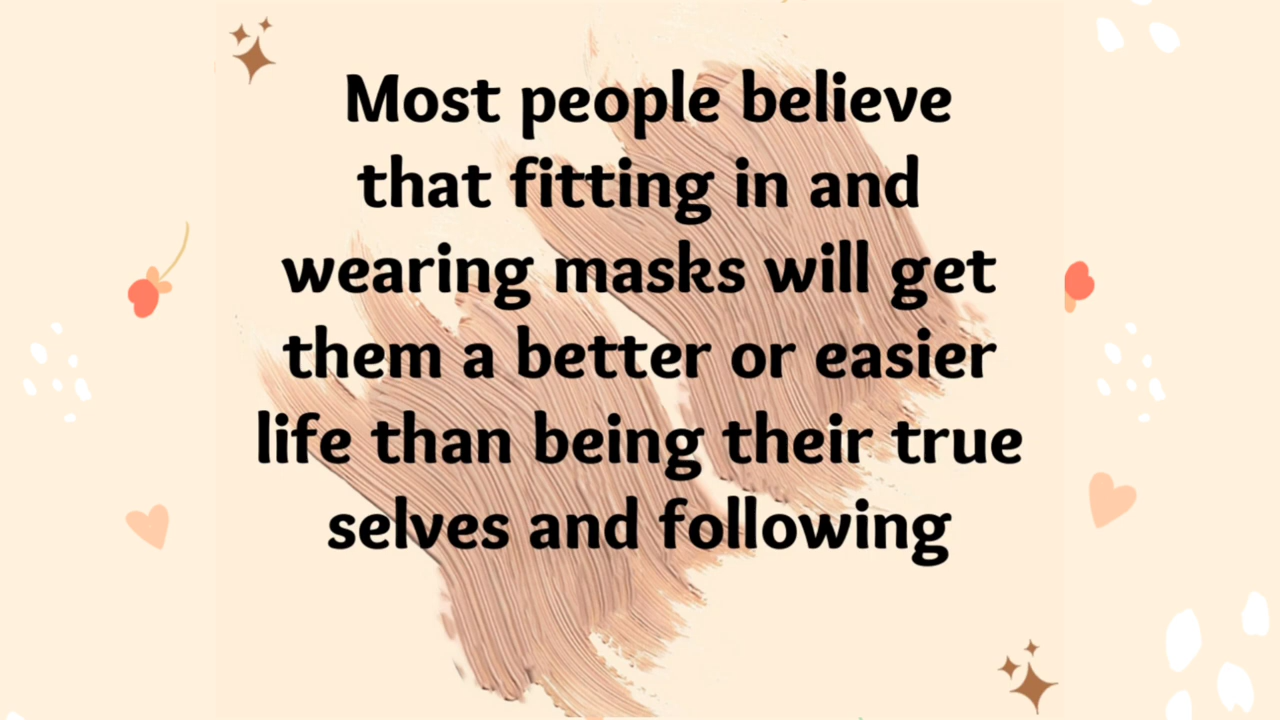 Most people believe
that fitting in and
wearing masks will get
them a better or easier
life than being their true
selves and following